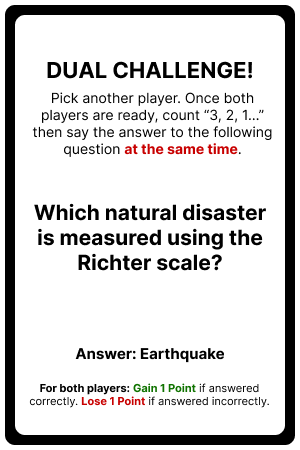 DUAL CHALLENGE!
Pick another player. Once both
players are ready, count “3, 2, 1...”
then say the answer to the following
question at the same time.
Which natural disaster
is measured using the
Richter scale?
Answer: Earthquake
For both players: Gain 1 Point if answered
correctly. Lose 1 Point if answered incorrectly.